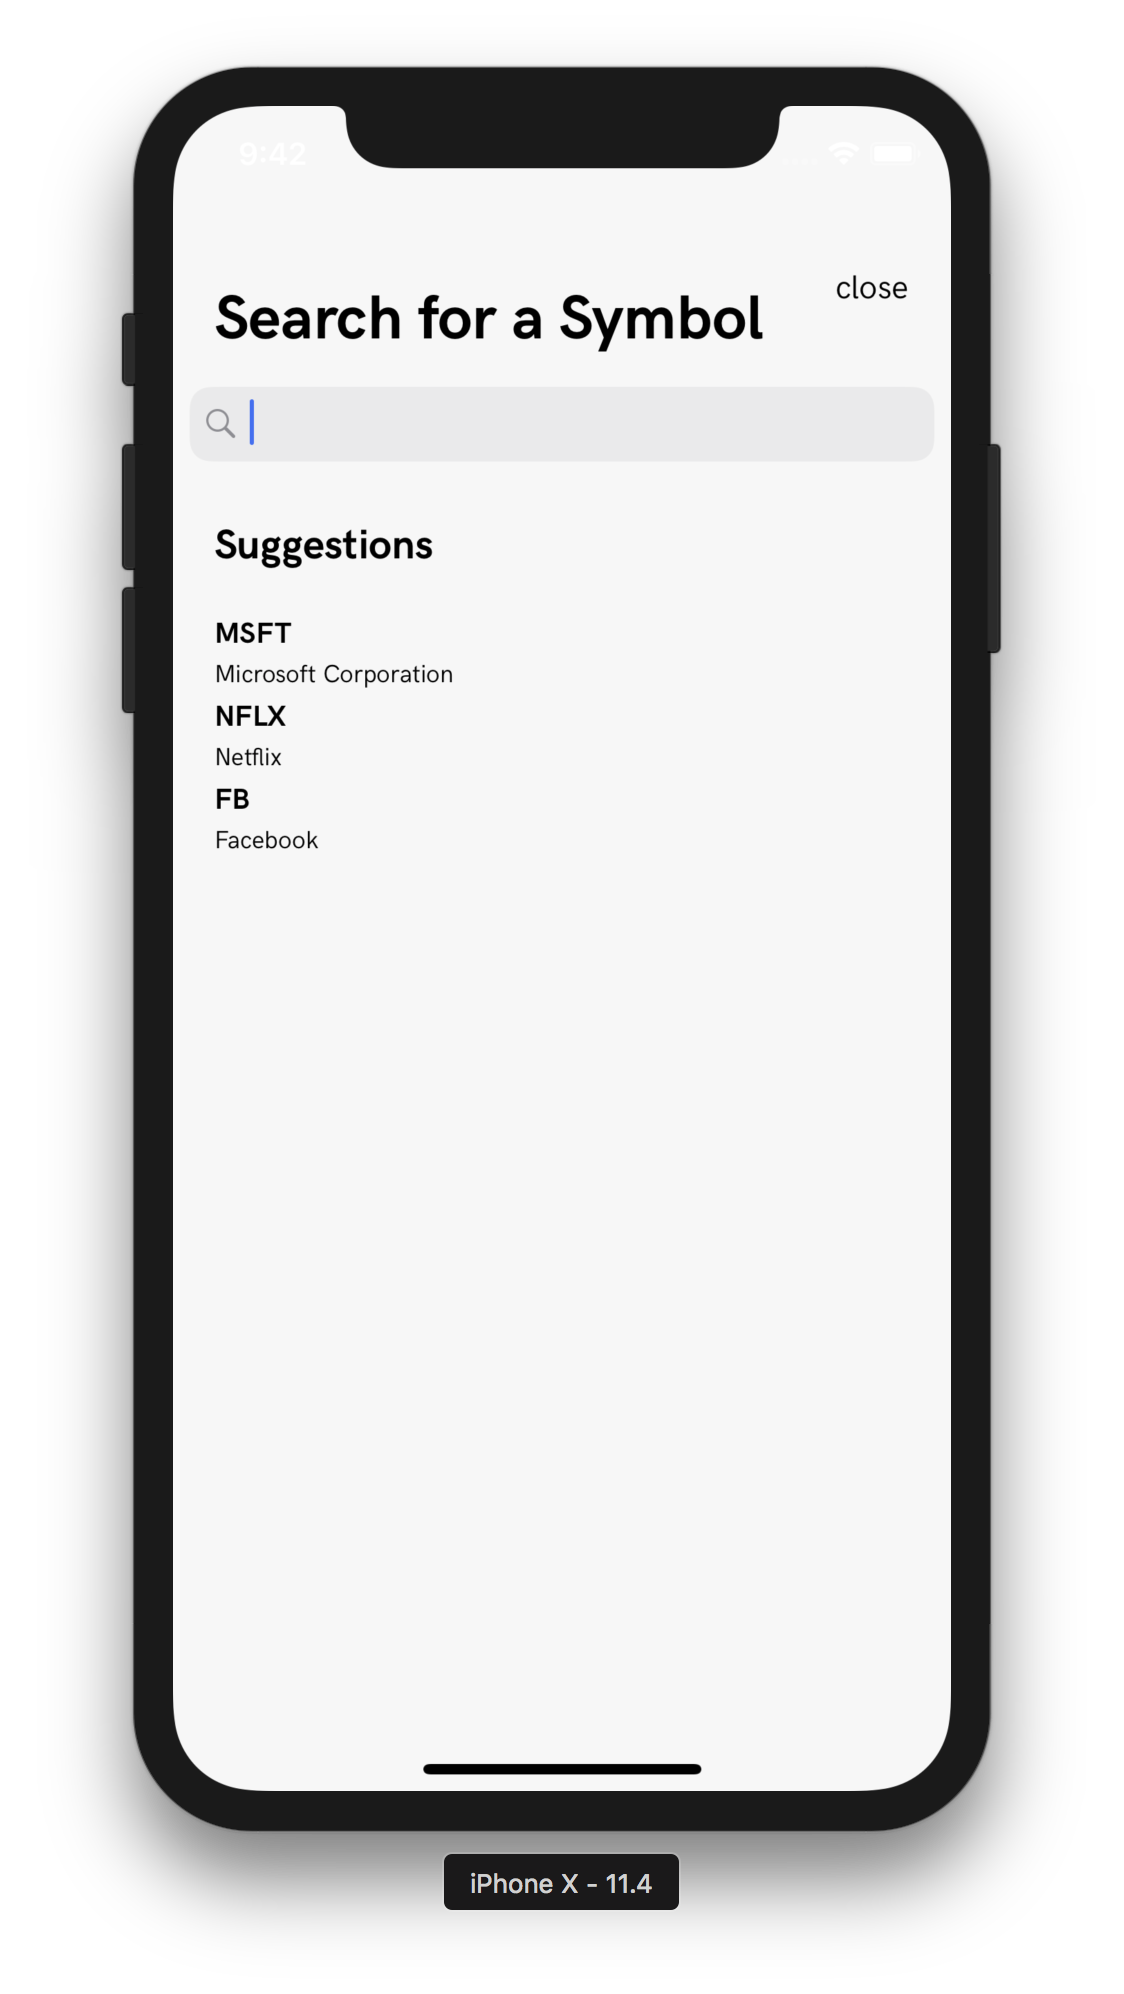 9:42
close
Search for a Symbol
Suggestions
MSFT
Microsoft Corporation
NFLX
Netflix
FB
Facebook
iPhone X - 11.4